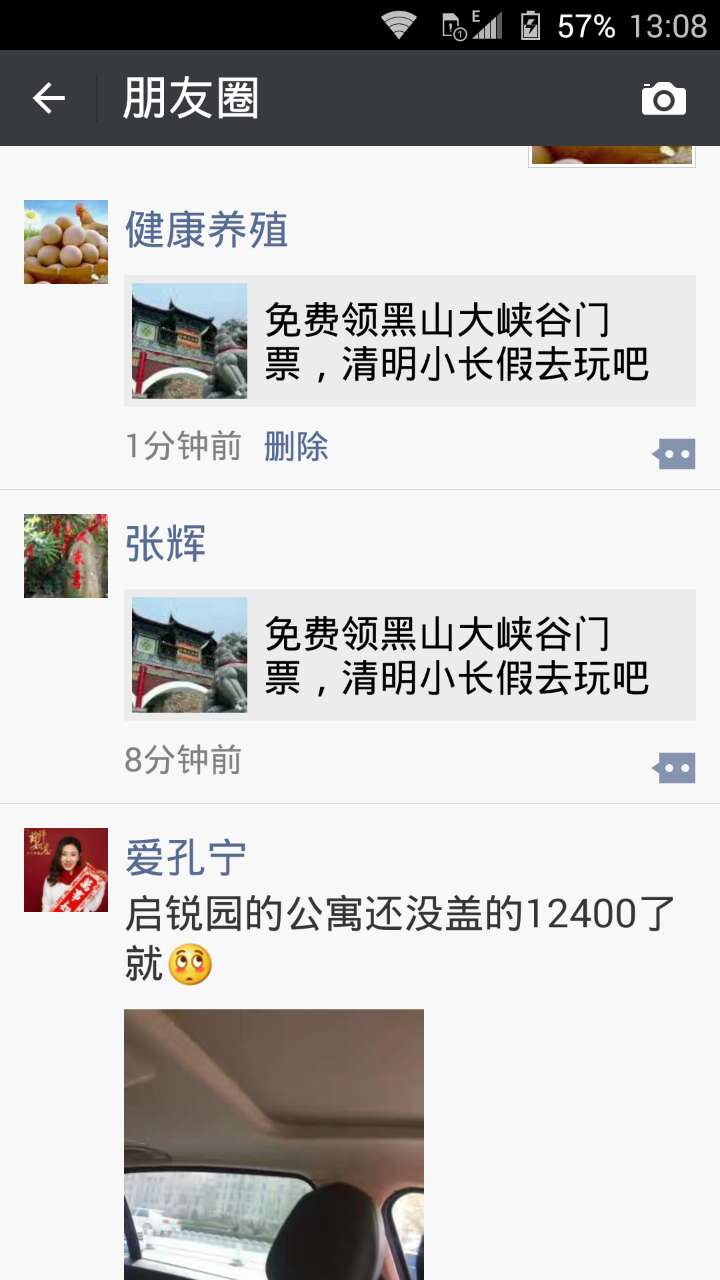 E
1
57%
13:08
朋友圈
健康养殖
免费领黑山大峡谷门
票，清明小长假去玩吧
1分钟前
删除
张辉
免费领黑山大峡谷门
票，清明小长假去玩吧
8分钟前
爱孔宁
启锐园的公寓还没盖的12400了
就